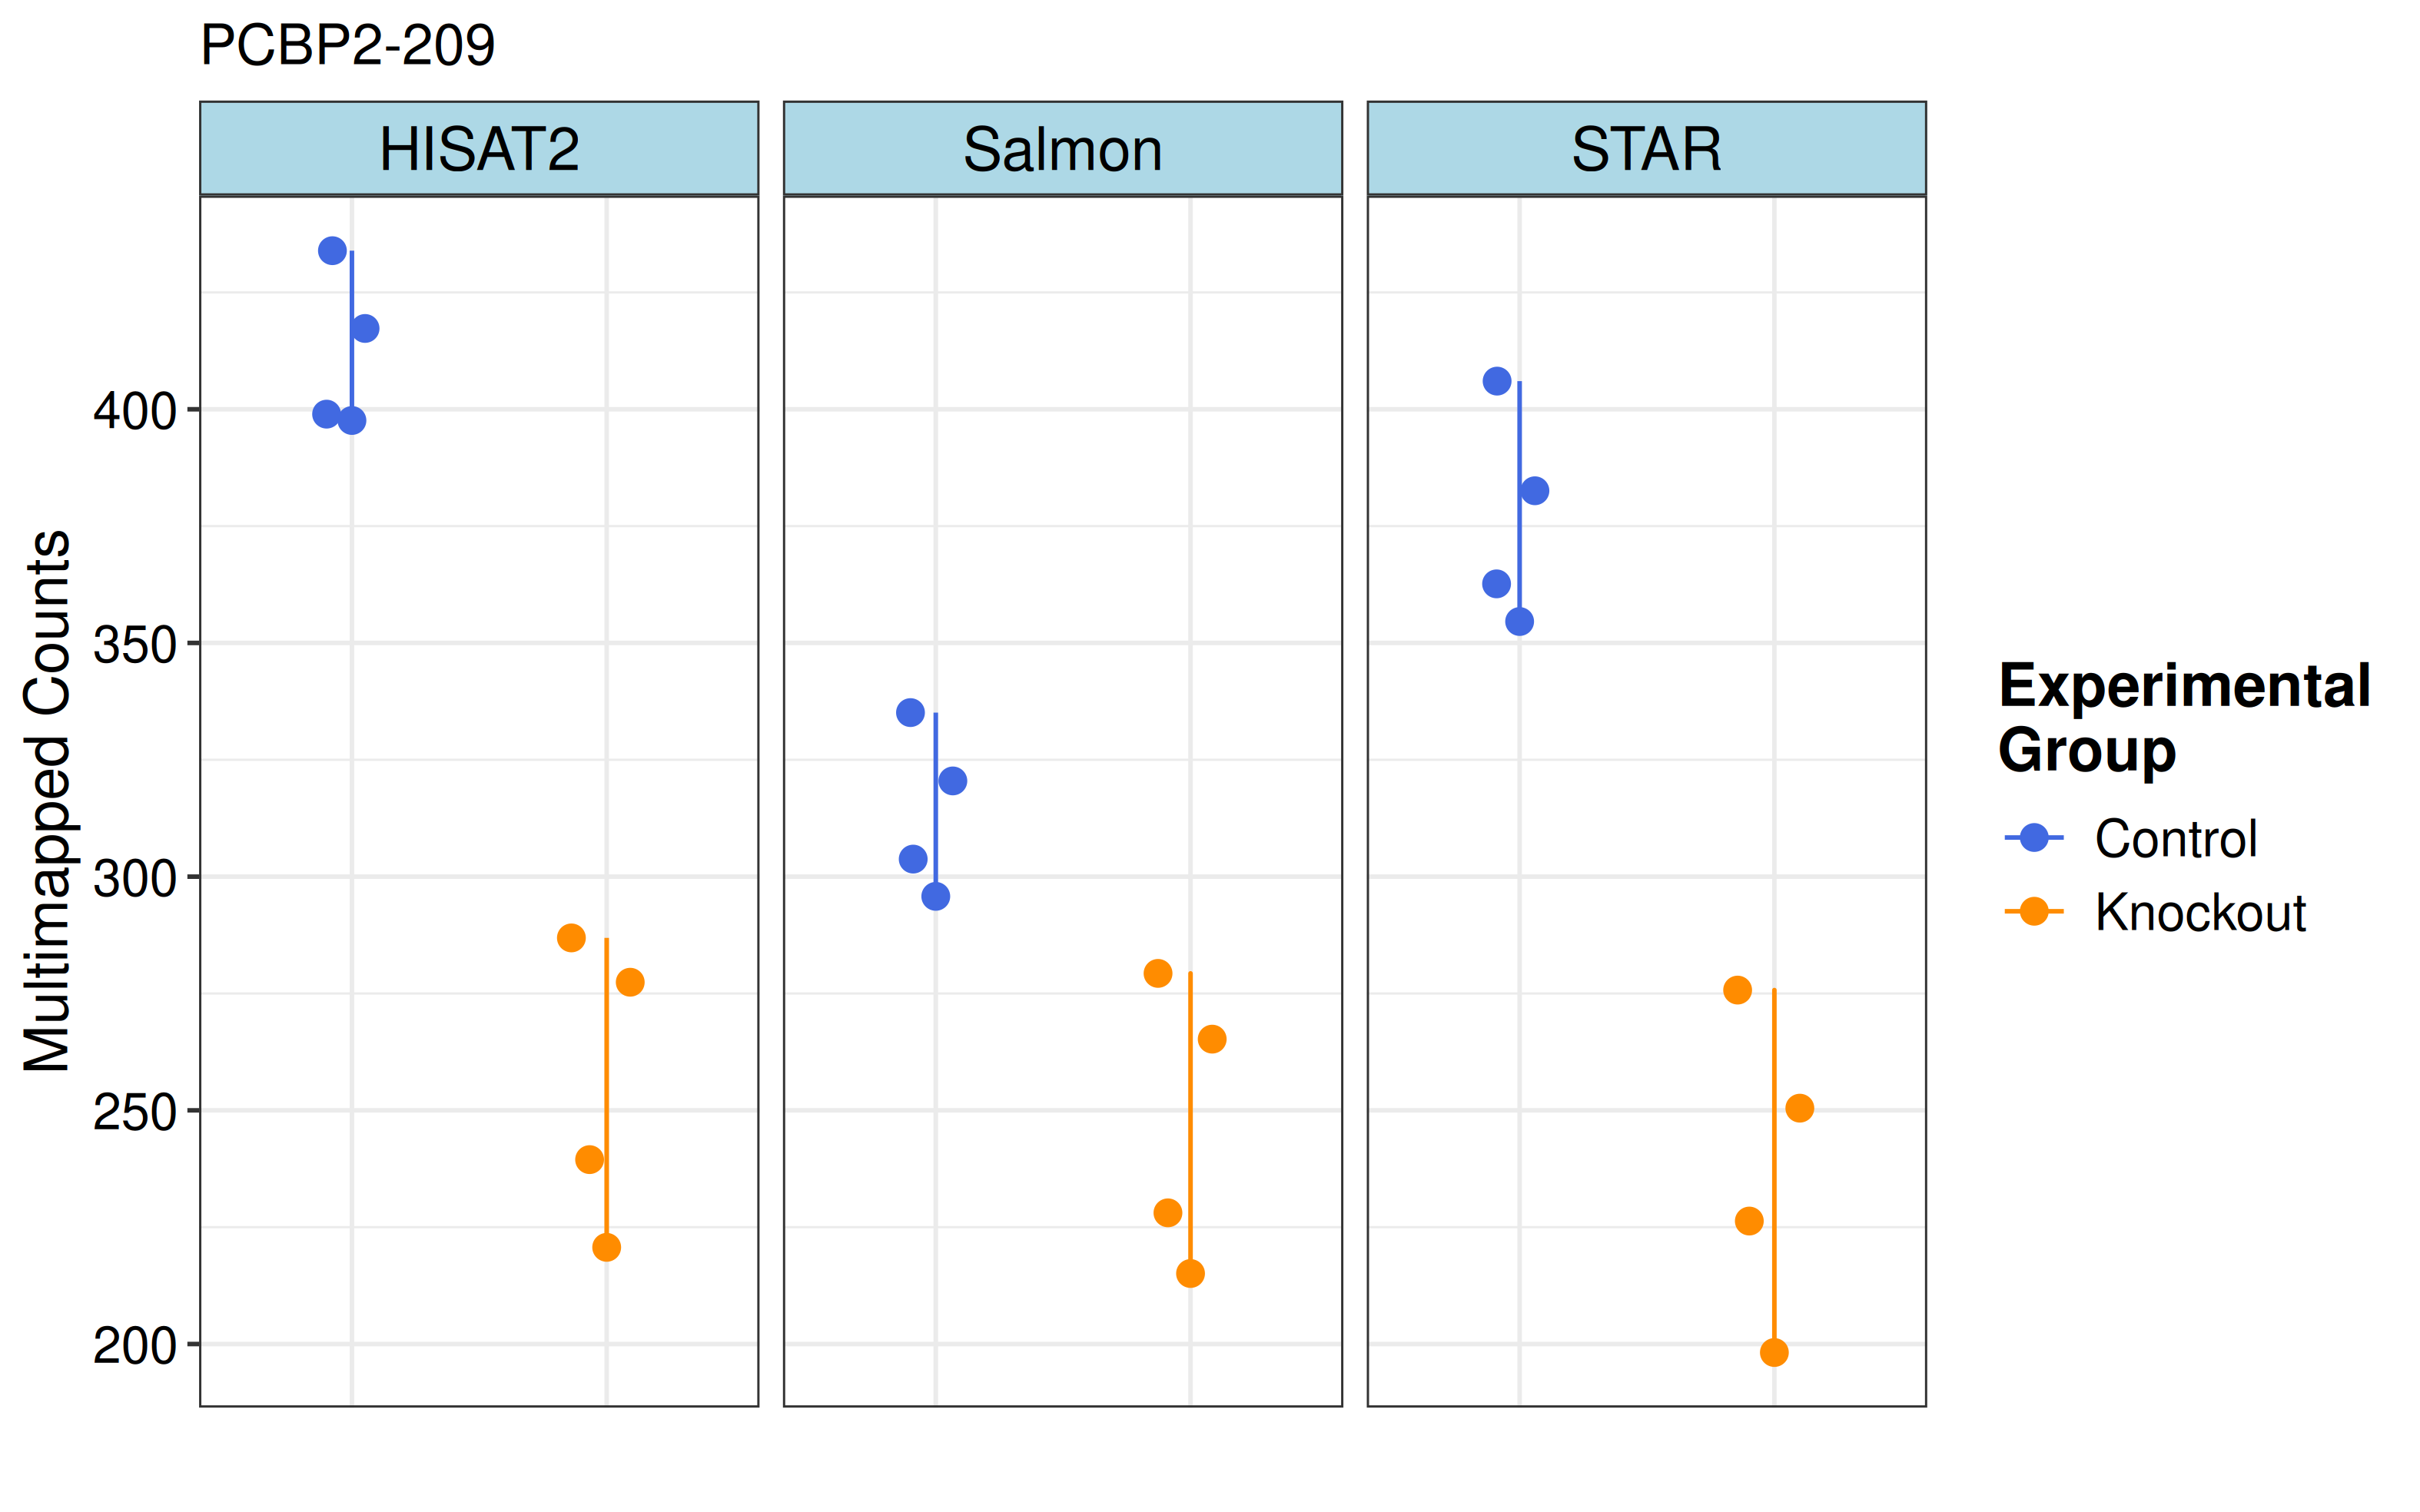 PCBP2-209
HISAT2
Salmon
STAR
Multimapped Counts
400
350
300
250
200
Experimental
Group
Control
Knockout